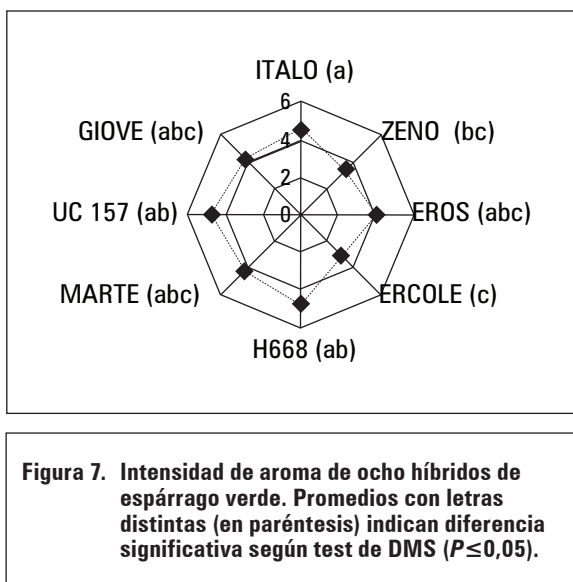 ITALO (a)
6
GIOVE (abc)
ZENO (bc)
4
2
UC 157 (ab)
0
EROS (abc)
MARTE (abc)
ERCOLE (c)
H668 (ab)
Figura 7. Intensidad de aroma de ocho híbridos de
espárrago verde. Promedios con letras
distintas (en paréntesis) indican diferencia
significativa según test de DMS (P≤0,05).